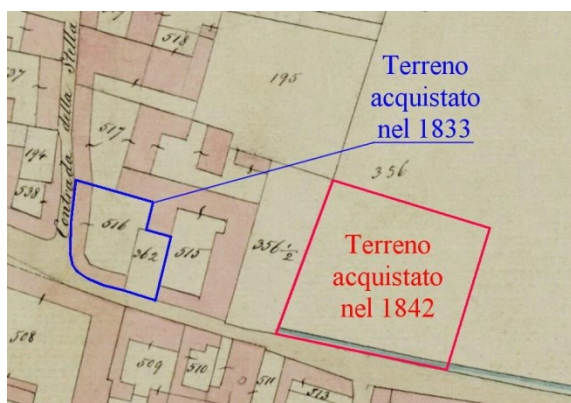 518
Terreno
acquistato
nel 1833
195
Contrada della Stella
517
194
538
356
516
362
515
356 1/2
Terreno
acquistato
nel 1842
508
509
510
511
513